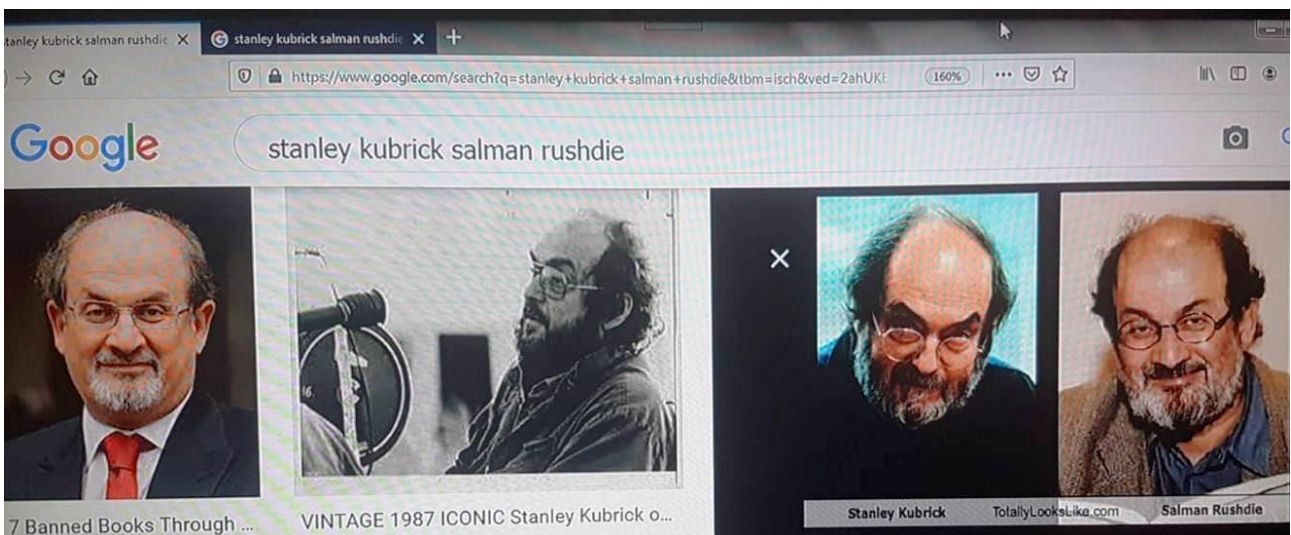 tanley kubrick salman rushdie
stanley kubrick salman rushdie
https://www.google.com/search?q=stanley+kubrick+salman+rushdie&tbm=isch&ved=2ahUKE
160%
Google
stanley kubrick salman rushdie
7 Banned Books Through ...
VINTAGE 1987 ICONIC Stanley Kubrick o...
Stanley Kubrick TotallyLooksLike.com Salman Rushdie